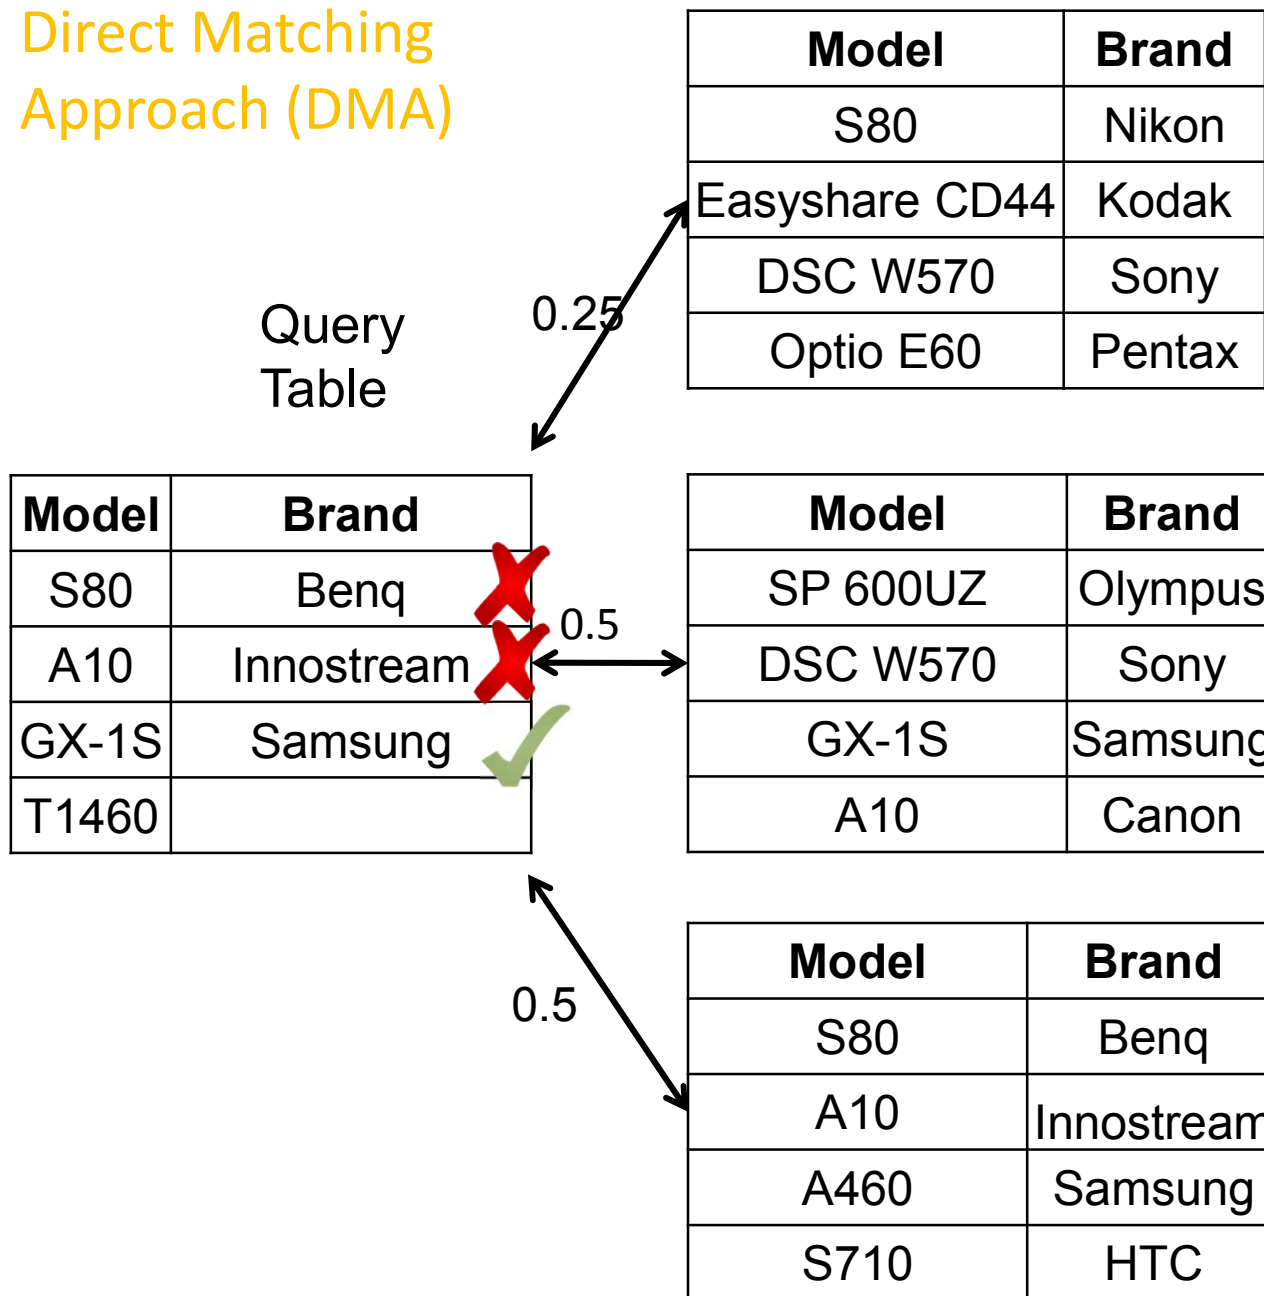 Direct Matching
Approach (DMA)
Model Brand
S80 Nikon
Easyshare CD44 Kodak
DSC W570 Sony
Optio E60 Pentax
0.25
Query
Table
Model Brand
S80 Benq
A10 Innostream
GX-1S Samsung
T1460
0.5
Model Brand
SP 600UZ Olympus
DSC W570 Sony
GX-1S Samsung
A10 Canon
0.5
Model Brand
S80 Benq
A10 Innostream
A460 Samsung
S710 HTC